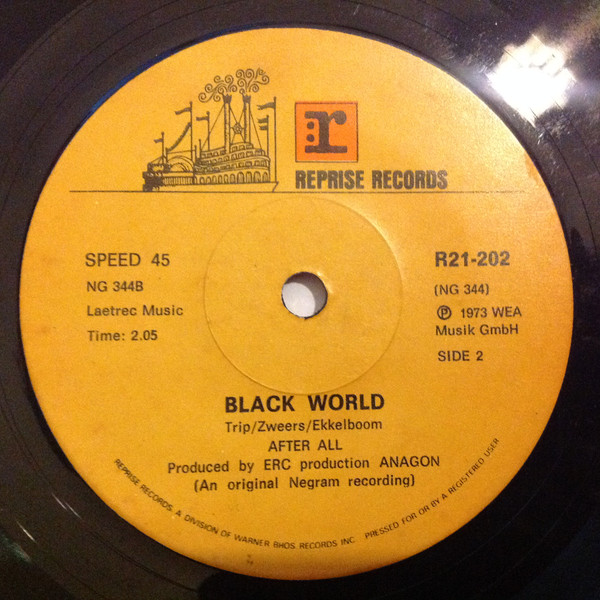 :r
REPRISE RECORDS
SPEED 45
NG 344B
Laetrec Music
Time: 2.05
R21-202
(NG 344)
℗ 1973 WEA
Musik GmbH
SIDE 2
BLACK WORLD
Trip/Zweers/Ekkelboom
AFTER ALL
Produced by ERC production ANAGON
(An original Negram recording)
REPRISE RECORDS, A DIVISION OF WARNER BROS. RECORDS INC. PRESSED FOR OR BY A REGISTERED USER